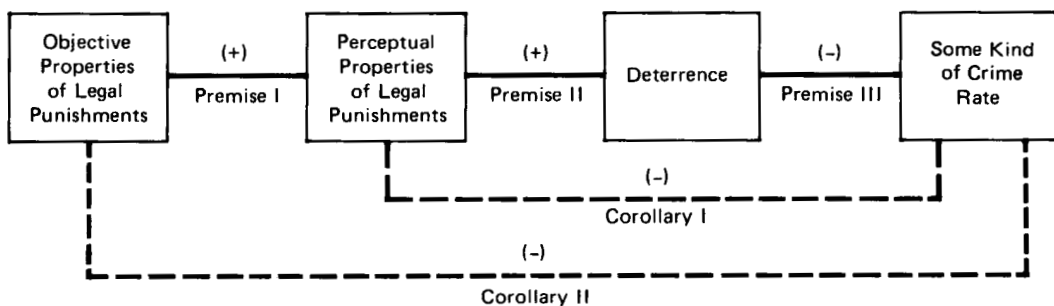 Objective
Properties
of Legal
Punishments
(+)
Premise I
Perceptual
Properties
of Legal
Punishments
(+)
Premise II
Deterrence
(–)
Premise III
Some Kind
of Crime
Rate
(–)
Corollary I
(–)
Corollary II